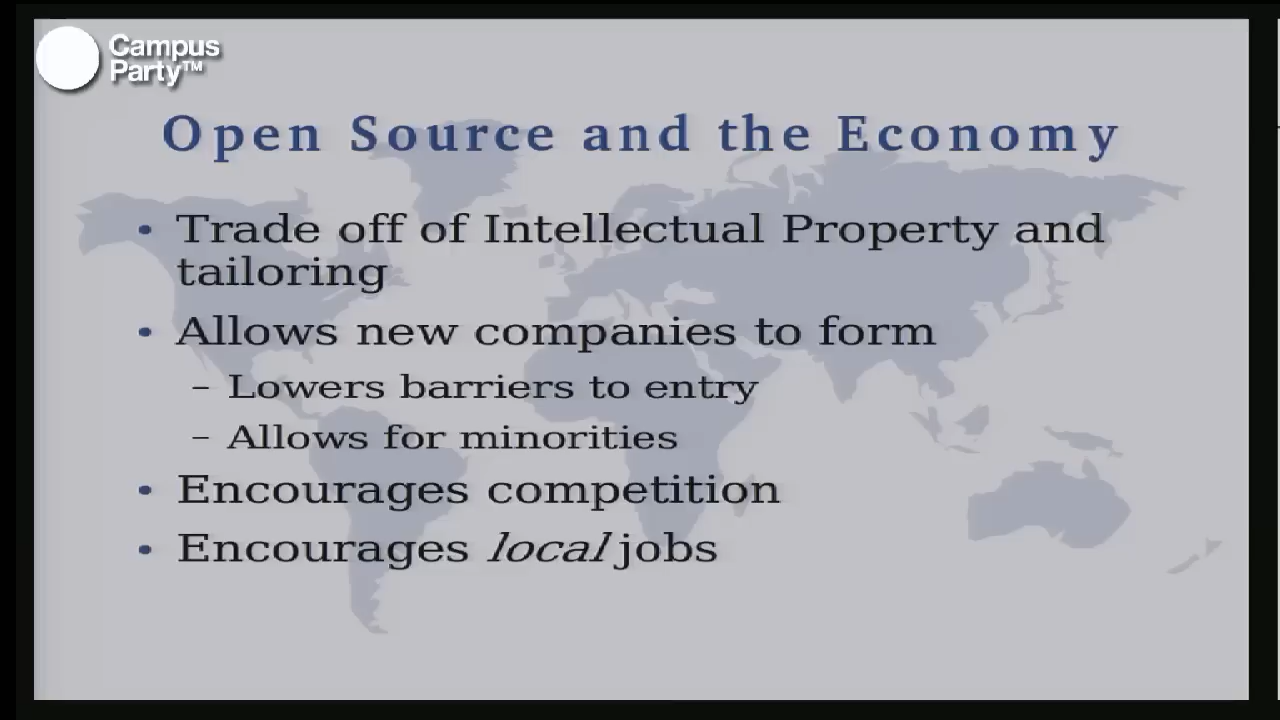 Campus
Party™
Open Source and the Economy
• Trade off of Intellectual Property and
tailoring
• Allows new companies to form
– Lowers barriers to entry
– Allows for minorities
• Encourages competition
• Encourages local jobs